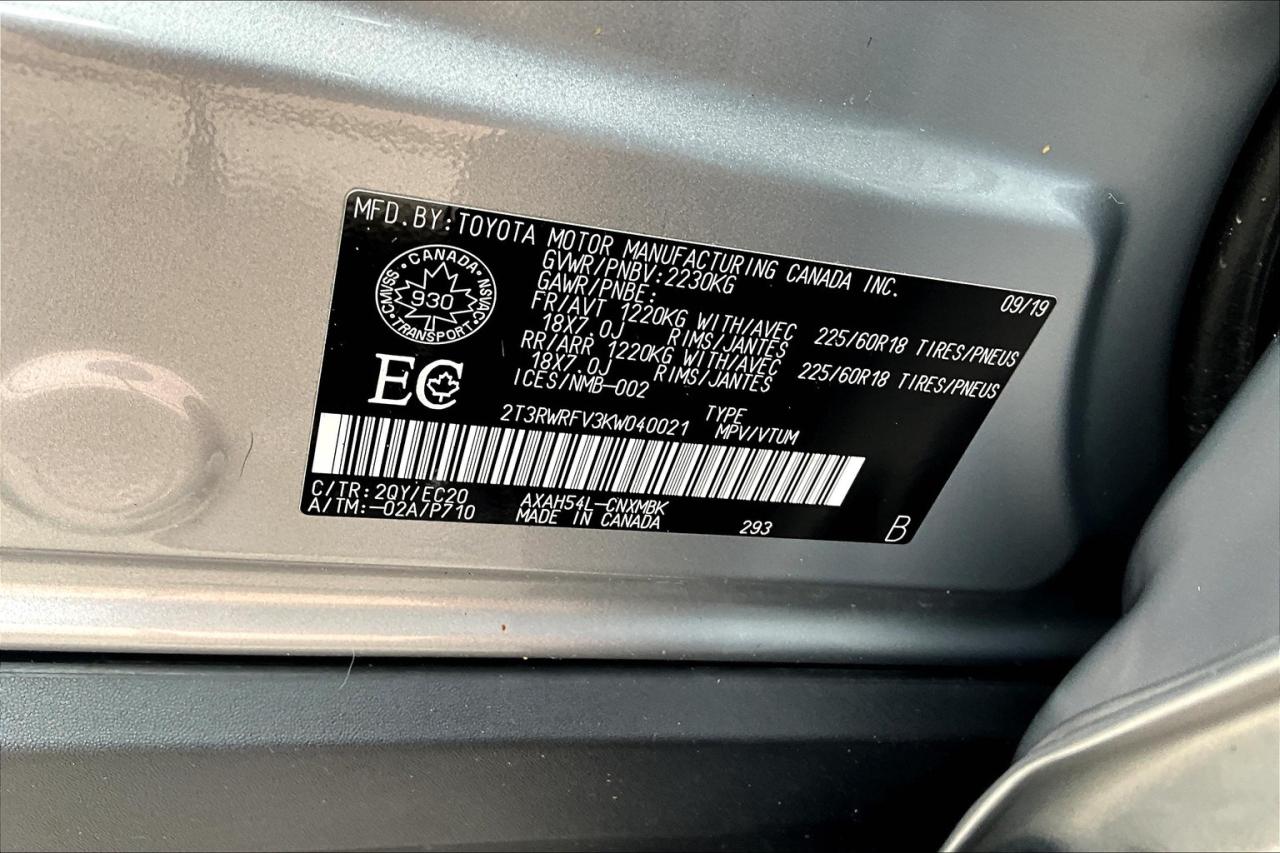 MFD.BY:TOYOTA MOTOR MANUFACTURING CANADA INC.
09/19
GVWR/PNBV:2230KG
GAWR/PNBE:
FR/AVT 1220KG WITH/AVEC 225/60R18 TIRES/PNEUS
18X7.0J RIMS/JANTES
RR/ARR 1220KG WITH/AVEC 225/60R18 TIRES/PNEUS
18X7.0J RIMS/JANTES
ICES/NMB-002
CANADA
CMVSS
930
NSVAC
TRANSPORT
EC
2T3RWRFV3KW040021 TYPE
MPV/VTUM
C/TR:2QY/EC20 AXAH54L-CNXMBK
A/TM:-02A/P710 MADE IN CANADA 293 B